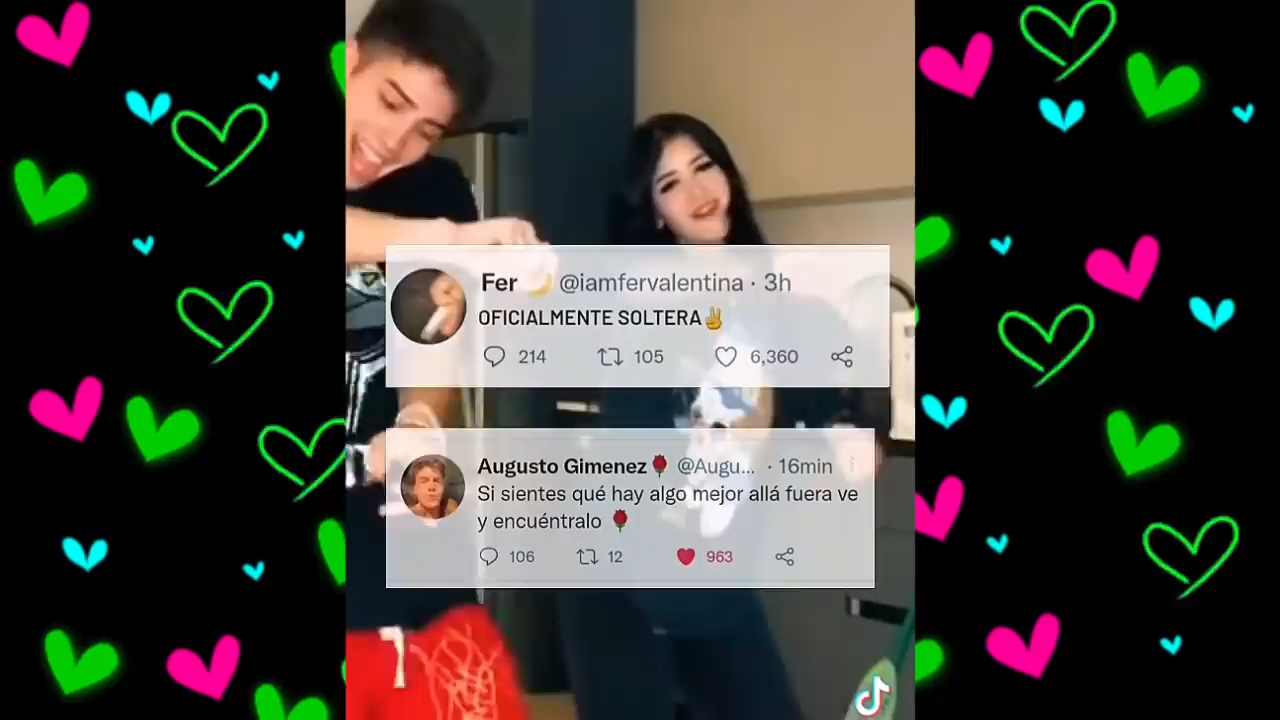 Fer 🌙 @iamfervalentina · 3h
OFICIALMENTE SOLTERA✌️
214 105 6,360
Augusto Gimenez🌹 @Augu... · 16min
Si sientes qué hay algo mejor allá fuera ve
y encuéntralo 🌹
106 12 963